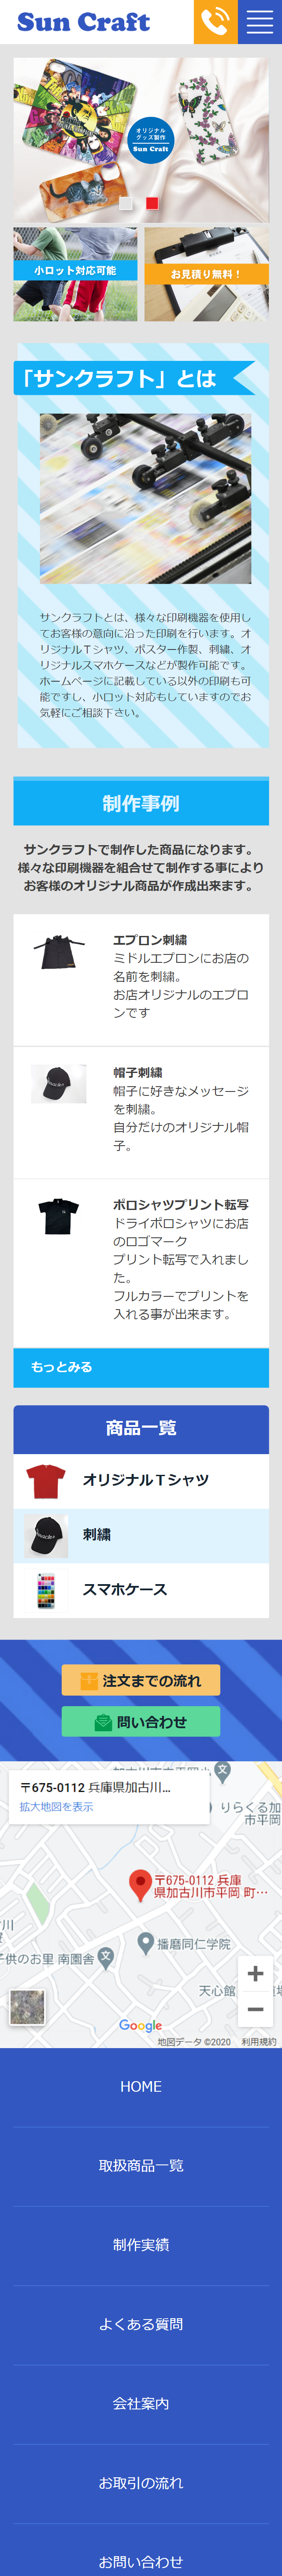 Sun Craft
オリジナル
グッズ製作
Sun Craft
小ロット対応可能
お見積り無料！
「サンクラフト」とは
サンクラフトとは、様々な印刷機器を使用し
てお客様の意向に沿った印刷を行います。オ
リジナルＴシャツ、ポスター作製、刺繍、オ
リジナルスマホケースなどが製作可能です。
ホームページに記載している以外の印刷も可
能ですし、小ロット対応もしていますのでお
気軽にご相談下さい。
制作事例
サンクラフトで制作した商品になります。
様々な印刷機器を組合せて制作する事により
お客様のオリジナル商品が作成出来ます。
エプロン刺繍
ミドルエプロンにお店の
名前を刺繍。
お店オリジナルのエプロ
ンです
帽子刺繍
帽子に好きなメッセージ
を刺繍。
自分だけのオリジナル帽
子。
ポロシャツプリント転写
ドライポロシャツにお店
のロゴマーク
プリント転写で入れまし
た。
フルカラーでプリントを
入れる事が出来ます。
もっとみる
商品一覧
オリジナルＴシャツ
刺繍
スマホケース
注文までの流れ
問い合わせ
〒675-0112 兵庫県加古川...
拡大地図を表示
りらくる加
市平岡
〒675-0112 兵庫
県加古川市平岡 町…
播磨同仁学院
子供のお里 南園舎
天心館
Google
地図データ ©2020 利用規約
HOME
取扱商品一覧
制作実績
よくある質問
会社案内
お取引の流れ
お問い合わせ